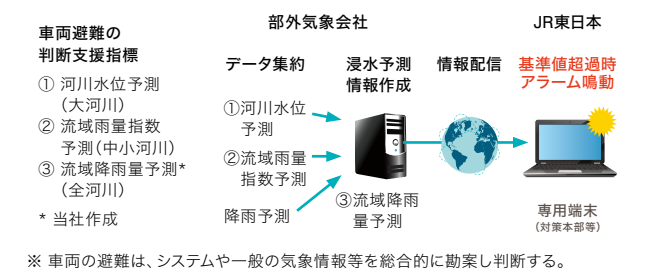 車両避難の
判断支援指標
① 河川水位予測
（大河川）
② 流域雨量指数
予測（中小河川）
③ 流域降雨量予測*
（全河川）
* 当社作成
部外気象会社
データ集約
浸水予測
情報作成
情報配信
①河川水位
予測
②流域雨量
指数予測
降雨予測
③流域降雨
量予測
JR東日本
基準値超過時
アラーム鳴動
専用端末
（対策本部等）
※ 車両の避難は、システムや一般の気象情報等を総合的に勘案し判断する。